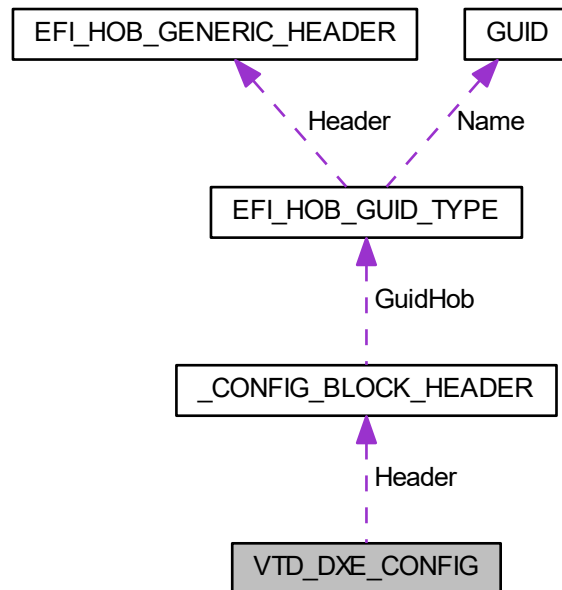 EFI_HOB_GENERIC_HEADER
GUID
Header
Name
EFI_HOB_GUID_TYPE
GuidHob
_CONFIG_BLOCK_HEADER
Header
VTD_DXE_CONFIG